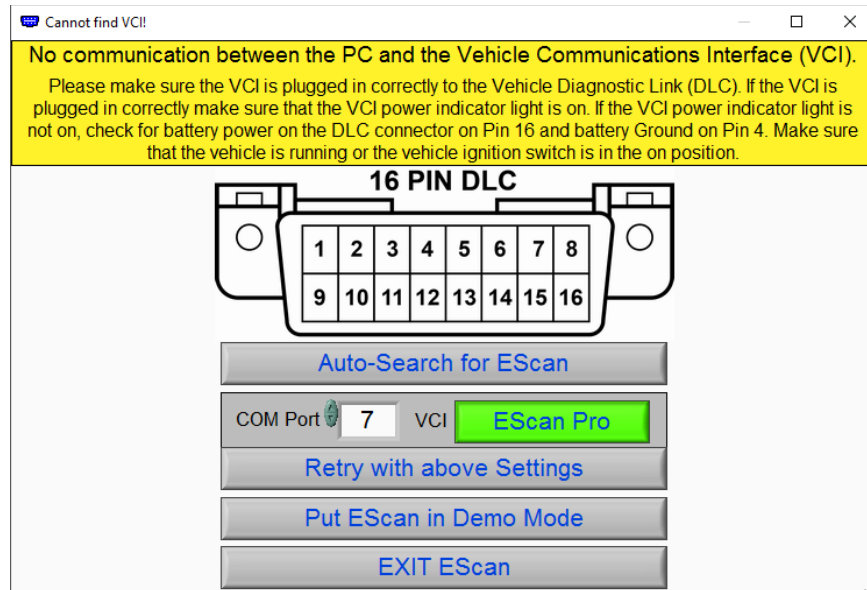 Cannot find VCI!
No communication between the PC and the Vehicle Communications Interface (VCI).
Please make sure the VCI is plugged in correctly to the Vehicle Diagnostic Link (DLC). If the VCI is
plugged in correctly make sure that the VCI power indicator light is on. If the VCI power indicator light is
not on, check for battery power on the DLC connector on Pin 16 and battery Ground on Pin 4. Make sure
that the vehicle is running or the vehicle ignition switch is in the on position.
16 PIN DLC
1 2 3 4 5 6 7 8
9 10 11 12 13 14 15 16
Auto-Search for EScan
COM Port 7 VCI EScan Pro
Retry with above Settings
Put EScan in Demo Mode
EXIT EScan